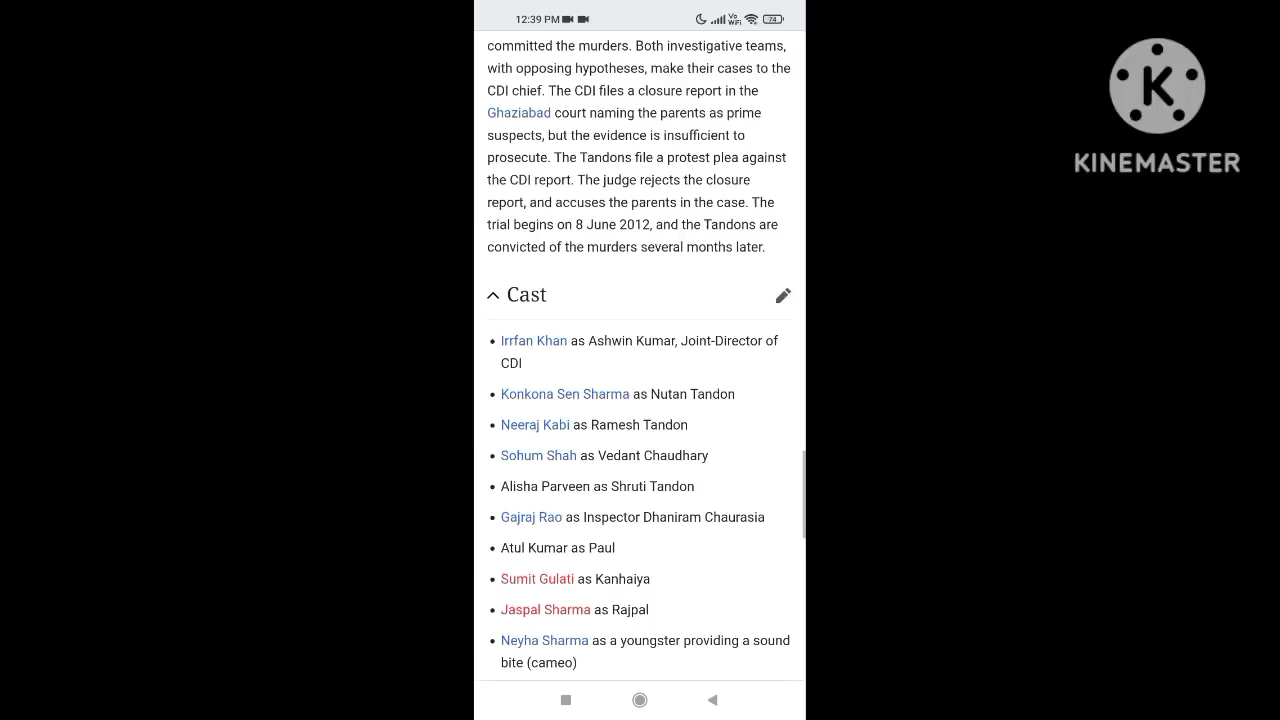 12:39 PM
Vo
WiFi
74
committed the murders. Both investigative teams,
with opposing hypotheses, make their cases to the
CDI chief. The CDI files a closure report in the
Ghaziabad court naming the parents as prime
suspects, but the evidence is insufficient to
prosecute. The Tandons file a protest plea against
the CDI report. The judge rejects the closure
report, and accuses the parents in the case. The
trial begins on 8 June 2012, and the Tandons are
convicted of the murders several months later.
Cast
• Irrfan Khan as Ashwin Kumar, Joint-Director of
CDI
• Konkona Sen Sharma as Nutan Tandon
• Neeraj Kabi as Ramesh Tandon
• Sohum Shah as Vedant Chaudhary
• Alisha Parveen as Shruti Tandon
• Gajraj Rao as Inspector Dhaniram Chaurasia
• Atul Kumar as Paul
• Sumit Gulati as Kanhaiya
• Jaspal Sharma as Rajpal
• Neyha Sharma as a youngster providing a sound
bite (cameo)
K
KINEMASTER